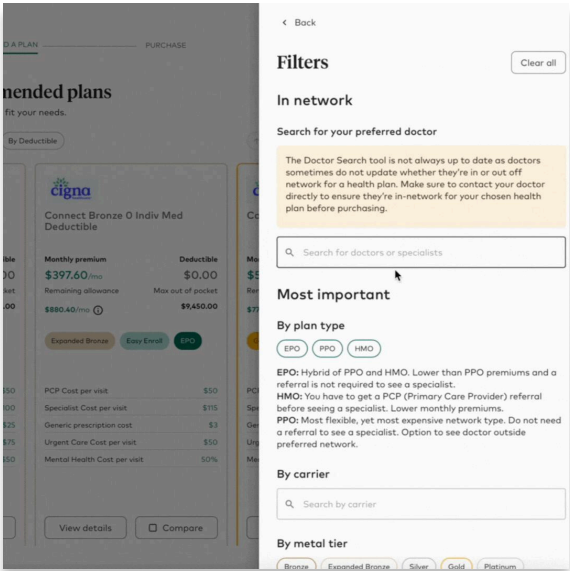 D A PLAN
PURCHASE
mended plans
fit your needs.
By Deductible
cigna
Connect Bronze 0 Indiv Med
Deductible
Monthly premium Deductible
$397.60/mo $0.00
Remaining allowance Max out of pocket
$880.40/mo $9,450.00
Expanded Bronze Easy Enroll EPO
PCP Cost per visit $50
Specialist Cost per visit $115
Generic prescription cost $3
Urgent Care Cost per visit $50
Mental Health Cost per visit 50%
View details Compare
Back
Filters
Clear all
In network
Search for your preferred doctor
The Doctor Search tool is not always up to date as doctors
sometimes do not update whether they're in or out off
network for a health plan. Make sure to contact your doctor
directly to ensure they're in-network for your chosen health
plan before purchasing.
Search for doctors or specialists
Most important
By plan type
EPO PPO HMO
EPO: Hybrid of PPO and HMO. Lower than PPO premiums and a
referral is not required to see a specialist.
HMO: You have to get a PCP (Primary Care Provider) referral
before seeing a specialist. Lower monthly premiums.
PPO: Most flexible, yet most expensive network type. Do not need
a referral to see a specialist. Option to see doctor outside
preferred network.
By carrier
Search by carrier
By metal tier
Bronze Expanded Bronze Silver Gold Platinum